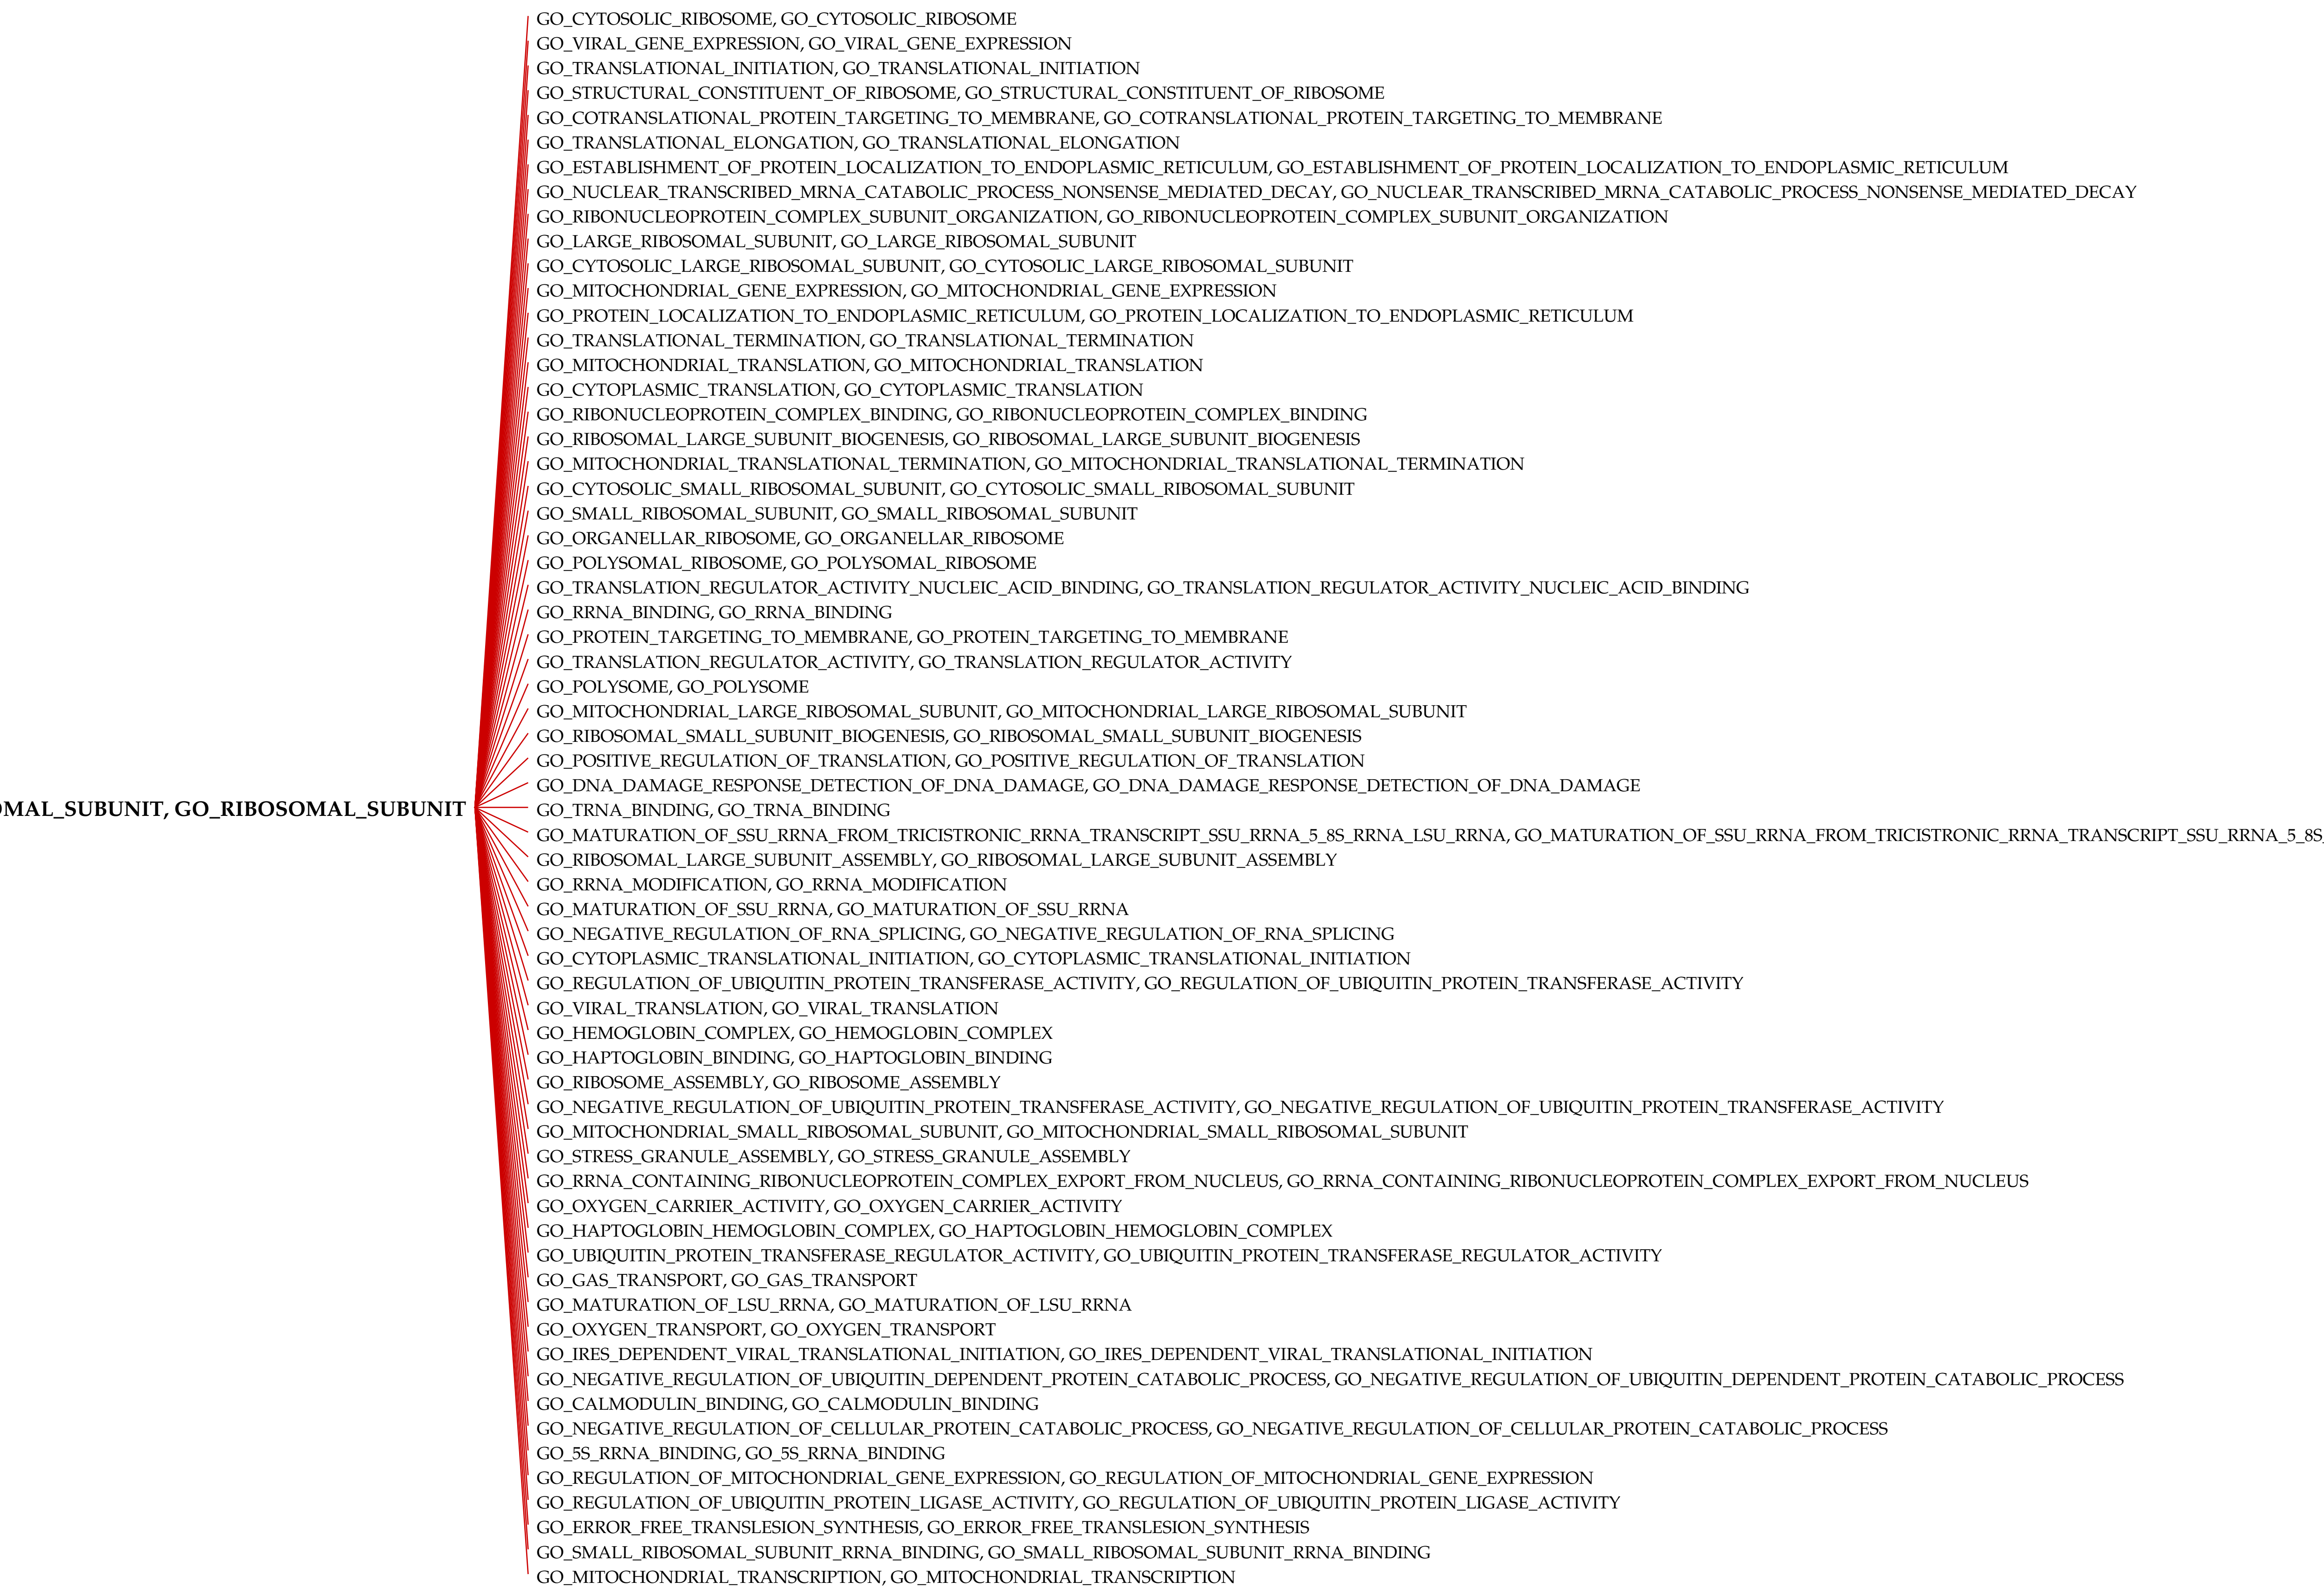 GO_CYTOSOLIC_RIBOSOME, GO_CYTOSOLIC_RIBOSOME
GO_VIRAL_GENE_EXPRESSION, GO_VIRAL_GENE_EXPRESSION
GO_TRANSLATIONAL_INITIATION, GO_TRANSLATIONAL_INITIATION
GO_STRUCTURAL_CONSTITUENT_OF_RIBOSOME, GO_STRUCTURAL_CONSTITUENT_OF_RIBOSOME
GO_COTRANSLATIONAL_PROTEIN_TARGETING_TO_MEMBRANE, GO_COTRANSLATIONAL_PROTEIN_TARGETING_TO_MEMBRANE
GO_TRANSLATIONAL_ELONGATION, GO_TRANSLATIONAL_ELONGATION
GO_ESTABLISHMENT_OF_PROTEIN_LOCALIZATION_TO_ENDOPLASMIC_RETICULUM, GO_ESTABLISHMENT_OF_PROTEIN_LOCALIZATION_TO_ENDOPLASMIC_RETICULUM
GO_NUCLEAR_TRANSCRIBED_MRNA_CATABOLIC_PROCESS_NONSENSE_MEDIATED_DECAY, GO_NUCLEAR_TRANSCRIBED_MRNA_CATABOLIC_PROCESS_NONSENSE_MEDIATED_DECAY
GO_RIBONUCLEOPROTEIN_COMPLEX_SUBUNIT_ORGANIZATION, GO_RIBONUCLEOPROTEIN_COMPLEX_SUBUNIT_ORGANIZATION
GO_LARGE_RIBOSOMAL_SUBUNIT, GO_LARGE_RIBOSOMAL_SUBUNIT
GO_CYTOSOLIC_LARGE_RIBOSOMAL_SUBUNIT, GO_CYTOSOLIC_LARGE_RIBOSOMAL_SUBUNIT
GO_MITOCHONDRIAL_GENE_EXPRESSION, GO_MITOCHONDRIAL_GENE_EXPRESSION
GO_PROTEIN_LOCALIZATION_TO_ENDOPLASMIC_RETICULUM, GO_PROTEIN_LOCALIZATION_TO_ENDOPLASMIC_RETICULUM
GO_TRANSLATIONAL_TERMINATION, GO_TRANSLATIONAL_TERMINATION
GO_MITOCHONDRIAL_TRANSLATION, GO_MITOCHONDRIAL_TRANSLATION
GO_CYTOPLASMIC_TRANSLATION, GO_CYTOPLASMIC_TRANSLATION
GO_RIBONUCLEOPROTEIN_COMPLEX_BINDING, GO_RIBONUCLEOPROTEIN_COMPLEX_BINDING
GO_RIBOSOMAL_LARGE_SUBUNIT_BIOGENESIS, GO_RIBOSOMAL_LARGE_SUBUNIT_BIOGENESIS
GO_MITOCHONDRIAL_TRANSLATIONAL_TERMINATION, GO_MITOCHONDRIAL_TRANSLATIONAL_TERMINATION
GO_CYTOSOLIC_SMALL_RIBOSOMAL_SUBUNIT, GO_CYTOSOLIC_SMALL_RIBOSOMAL_SUBUNIT
GO_SMALL_RIBOSOMAL_SUBUNIT, GO_SMALL_RIBOSOMAL_SUBUNIT
GO_ORGANELLAR_RIBOSOME, GO_ORGANELLAR_RIBOSOME
GO_POLYSOMAL_RIBOSOME, GO_POLYSOMAL_RIBOSOME
GO_TRANSLATION_REGULATOR_ACTIVITY_NUCLEIC_ACID_BINDING, GO_TRANSLATION_REGULATOR_ACTIVITY_NUCLEIC_ACID_BINDING
GO_RRNA_BINDING, GO_RRNA_BINDING
GO_PROTEIN_TARGETING_TO_MEMBRANE, GO_PROTEIN_TARGETING_TO_MEMBRANE
GO_TRANSLATION_REGULATOR_ACTIVITY, GO_TRANSLATION_REGULATOR_ACTIVITY
GO_POLYSOME, GO_POLYSOME
GO_MITOCHONDRIAL_LARGE_RIBOSOMAL_SUBUNIT, GO_MITOCHONDRIAL_LARGE_RIBOSOMAL_SUBUNIT
GO_RIBOSOMAL_SMALL_SUBUNIT_BIOGENESIS, GO_RIBOSOMAL_SMALL_SUBUNIT_BIOGENESIS
GO_POSITIVE_REGULATION_OF_TRANSLATION, GO_POSITIVE_REGULATION_OF_TRANSLATION
GO_DNA_DAMAGE_RESPONSE_DETECTION_OF_DNA_DAMAGE, GO_DNA_DAMAGE_RESPONSE_DETECTION_OF_DNA_DAMAGE
OMAL_SUBUNIT, GO_RIBOSOMAL_SUBUNIT
GO_TRNA_BINDING, GO_TRNA_BINDING
GO_MATURATION_OF_SSU_RRNA_FROM_TRICISTRONIC_RRNA_TRANSCRIPT_SSU_RRNA_5_8S_RRNA_LSU_RRNA, GO_MATURATION_OF_SSU_RRNA_FROM_TRICISTRONIC_RRNA_TRANSCRIPT_SSU_RRNA_5_8S_
GO_RIBOSOMAL_LARGE_SUBUNIT_ASSEMBLY, GO_RIBOSOMAL_LARGE_SUBUNIT_ASSEMBLY
GO_RRNA_MODIFICATION, GO_RRNA_MODIFICATION
GO_MATURATION_OF_SSU_RRNA, GO_MATURATION_OF_SSU_RRNA
GO_NEGATIVE_REGULATION_OF_RNA_SPLICING, GO_NEGATIVE_REGULATION_OF_RNA_SPLICING
GO_CYTOPLASMIC_TRANSLATIONAL_INITIATION, GO_CYTOPLASMIC_TRANSLATIONAL_INITIATION
GO_REGULATION_OF_UBIQUITIN_PROTEIN_TRANSFERASE_ACTIVITY, GO_REGULATION_OF_UBIQUITIN_PROTEIN_TRANSFERASE_ACTIVITY
GO_VIRAL_TRANSLATION, GO_VIRAL_TRANSLATION
GO_HEMOGLOBIN_COMPLEX, GO_HEMOGLOBIN_COMPLEX
GO_HAPTOGLOBIN_BINDING, GO_HAPTOGLOBIN_BINDING
GO_RIBOSOME_ASSEMBLY, GO_RIBOSOME_ASSEMBLY
GO_NEGATIVE_REGULATION_OF_UBIQUITIN_PROTEIN_TRANSFERASE_ACTIVITY, GO_NEGATIVE_REGULATION_OF_UBIQUITIN_PROTEIN_TRANSFERASE_ACTIVITY
GO_MITOCHONDRIAL_SMALL_RIBOSOMAL_SUBUNIT, GO_MITOCHONDRIAL_SMALL_RIBOSOMAL_SUBUNIT
GO_STRESS_GRANULE_ASSEMBLY, GO_STRESS_GRANULE_ASSEMBLY
GO_RRNA_CONTAINING_RIBONUCLEOPROTEIN_COMPLEX_EXPORT_FROM_NUCLEUS, GO_RRNA_CONTAINING_RIBONUCLEOPROTEIN_COMPLEX_EXPORT_FROM_NUCLEUS
GO_OXYGEN_CARRIER_ACTIVITY, GO_OXYGEN_CARRIER_ACTIVITY
GO_HAPTOGLOBIN_HEMOGLOBIN_COMPLEX, GO_HAPTOGLOBIN_HEMOGLOBIN_COMPLEX
GO_UBIQUITIN_PROTEIN_TRANSFERASE_REGULATOR_ACTIVITY, GO_UBIQUITIN_PROTEIN_TRANSFERASE_REGULATOR_ACTIVITY
GO_GAS_TRANSPORT, GO_GAS_TRANSPORT
GO_MATURATION_OF_LSU_RRNA, GO_MATURATION_OF_LSU_RRNA
GO_OXYGEN_TRANSPORT, GO_OXYGEN_TRANSPORT
GO_IRES_DEPENDENT_VIRAL_TRANSLATIONAL_INITIATION, GO_IRES_DEPENDENT_VIRAL_TRANSLATIONAL_INITIATION
GO_NEGATIVE_REGULATION_OF_UBIQUITIN_DEPENDENT_PROTEIN_CATABOLIC_PROCESS, GO_NEGATIVE_REGULATION_OF_UBIQUITIN_DEPENDENT_PROTEIN_CATABOLIC_PROCESS
GO_CALMODULIN_BINDING, GO_CALMODULIN_BINDING
GO_NEGATIVE_REGULATION_OF_CELLULAR_PROTEIN_CATABOLIC_PROCESS, GO_NEGATIVE_REGULATION_OF_CELLULAR_PROTEIN_CATABOLIC_PROCESS
GO_5S_RRNA_BINDING, GO_5S_RRNA_BINDING
GO_REGULATION_OF_MITOCHONDRIAL_GENE_EXPRESSION, GO_REGULATION_OF_MITOCHONDRIAL_GENE_EXPRESSION
GO_REGULATION_OF_UBIQUITIN_PROTEIN_LIGASE_ACTIVITY, GO_REGULATION_OF_UBIQUITIN_PROTEIN_LIGASE_ACTIVITY
GO_ERROR_FREE_TRANSLESION_SYNTHESIS, GO_ERROR_FREE_TRANSLESION_SYNTHESIS
GO_SMALL_RIBOSOMAL_SUBUNIT_RRNA_BINDING, GO_SMALL_RIBOSOMAL_SUBUNIT_RRNA_BINDING
GO_MITOCHONDRIAL_TRANSCRIPTION, GO_MITOCHONDRIAL_TRANSCRIPTION